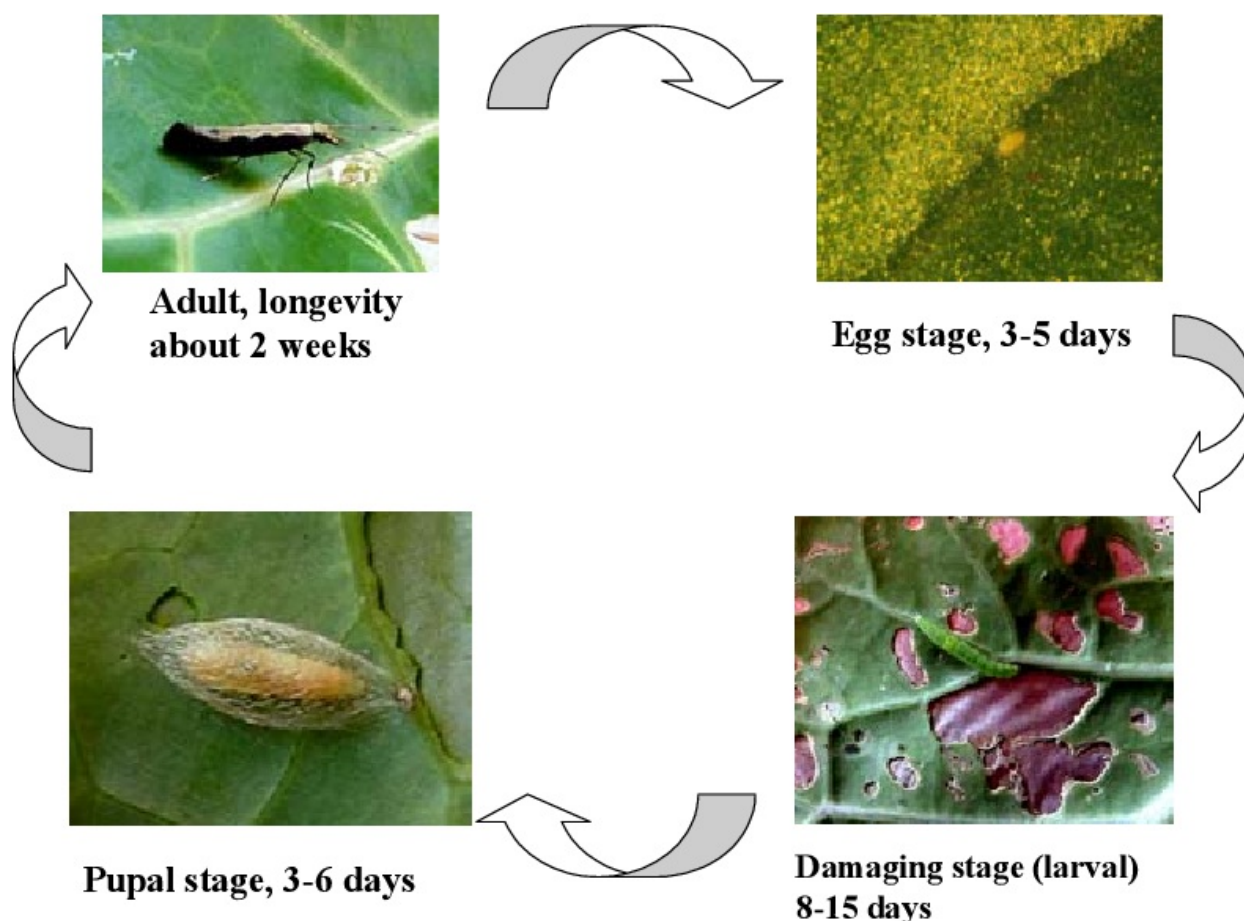 Adult, longevity
about 2 weeks
Egg stage, 3-5 days
Damaging stage (larval)
8-15 days
Pupal stage, 3-6 days